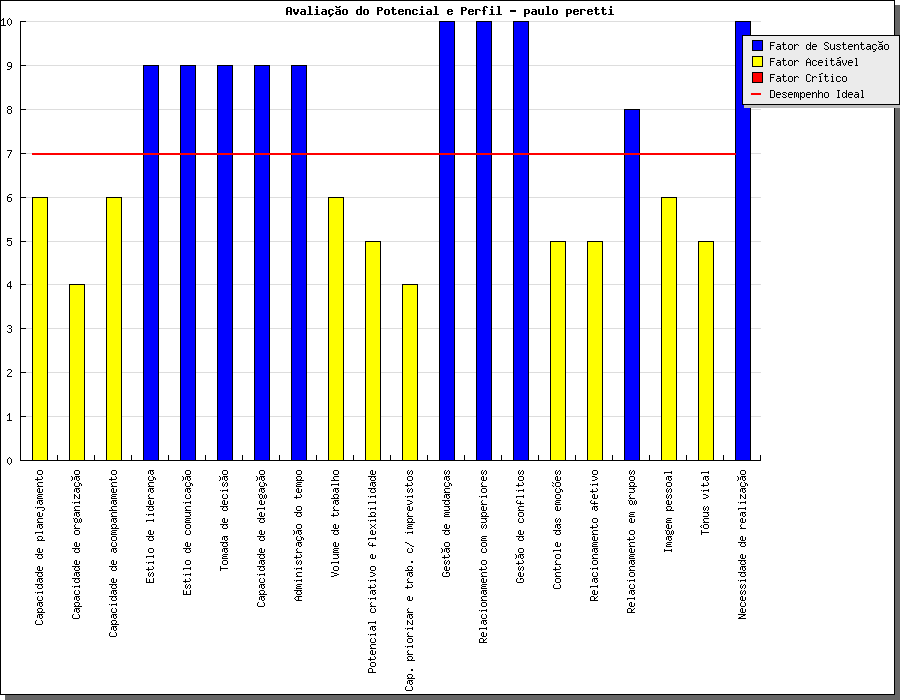 Avaliação do Potencial e Perfil - paulo peretti
10
9
8
7
6
5
4
3
2
1
0
Fator de Sustentação
Fator Aceitável
Fator Crítico
Desempenho Ideal
Capacidade de planejamento
Capacidade de organização
Capacidade de acompanhamento
Estilo de liderança
Estilo de comunicação
Tomada de decisão
Capacidade de delegação
Administração do tempo
Volume de trabalho
Potencial criativo e flexibilidade
Cap. priorizar e trab. c/ imprevistos
Gestão de mudanças
Relacionamento com superiores
Gestão de conflitos
Controle das emoções
Relacionamento afetivo
Relacionamento em grupos
Imagem pessoal
Tônus vital
Necessidade de realização